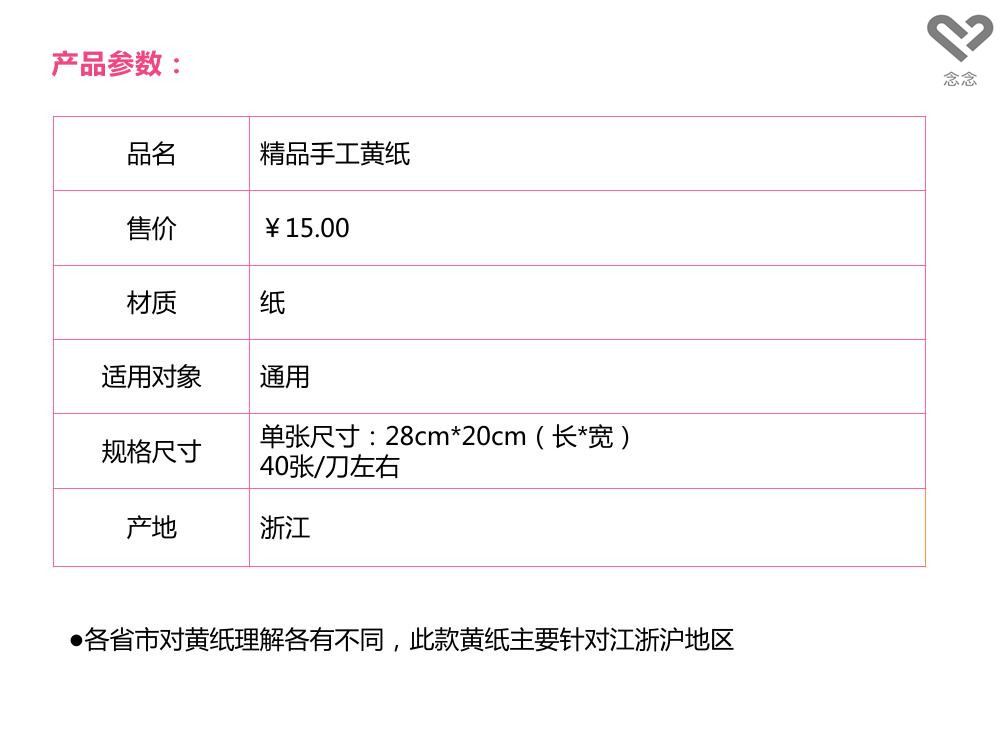 念念
产品参数：
品名 精品手工黄纸
售价 ￥15.00
材质 纸
适用对象 通用
规格尺寸 单张尺寸：28cm*20cm（长*宽）
40张/刀左右
产地 浙江
●各省市对黄纸理解各有不同，此款黄纸主要针对江浙沪地区